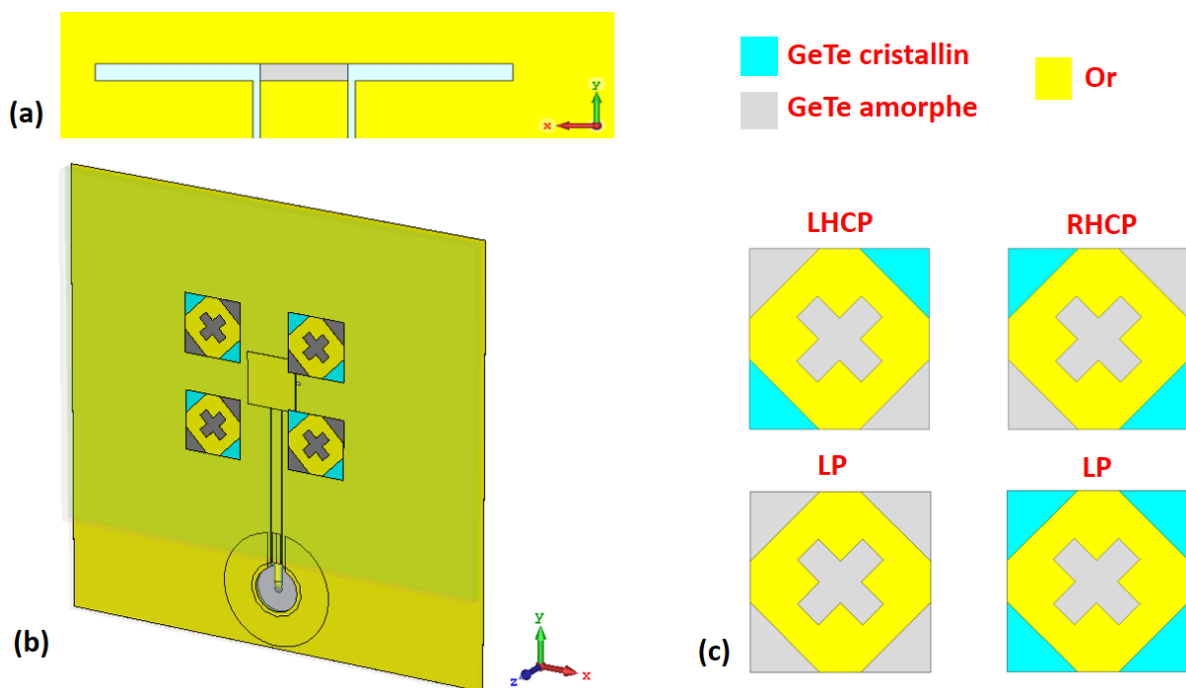 GeTe cristallin
GeTe amorphe
Or
(a)
x
y
LHCP
RHCP
LP
LP
(b)
y
x
z
(c)